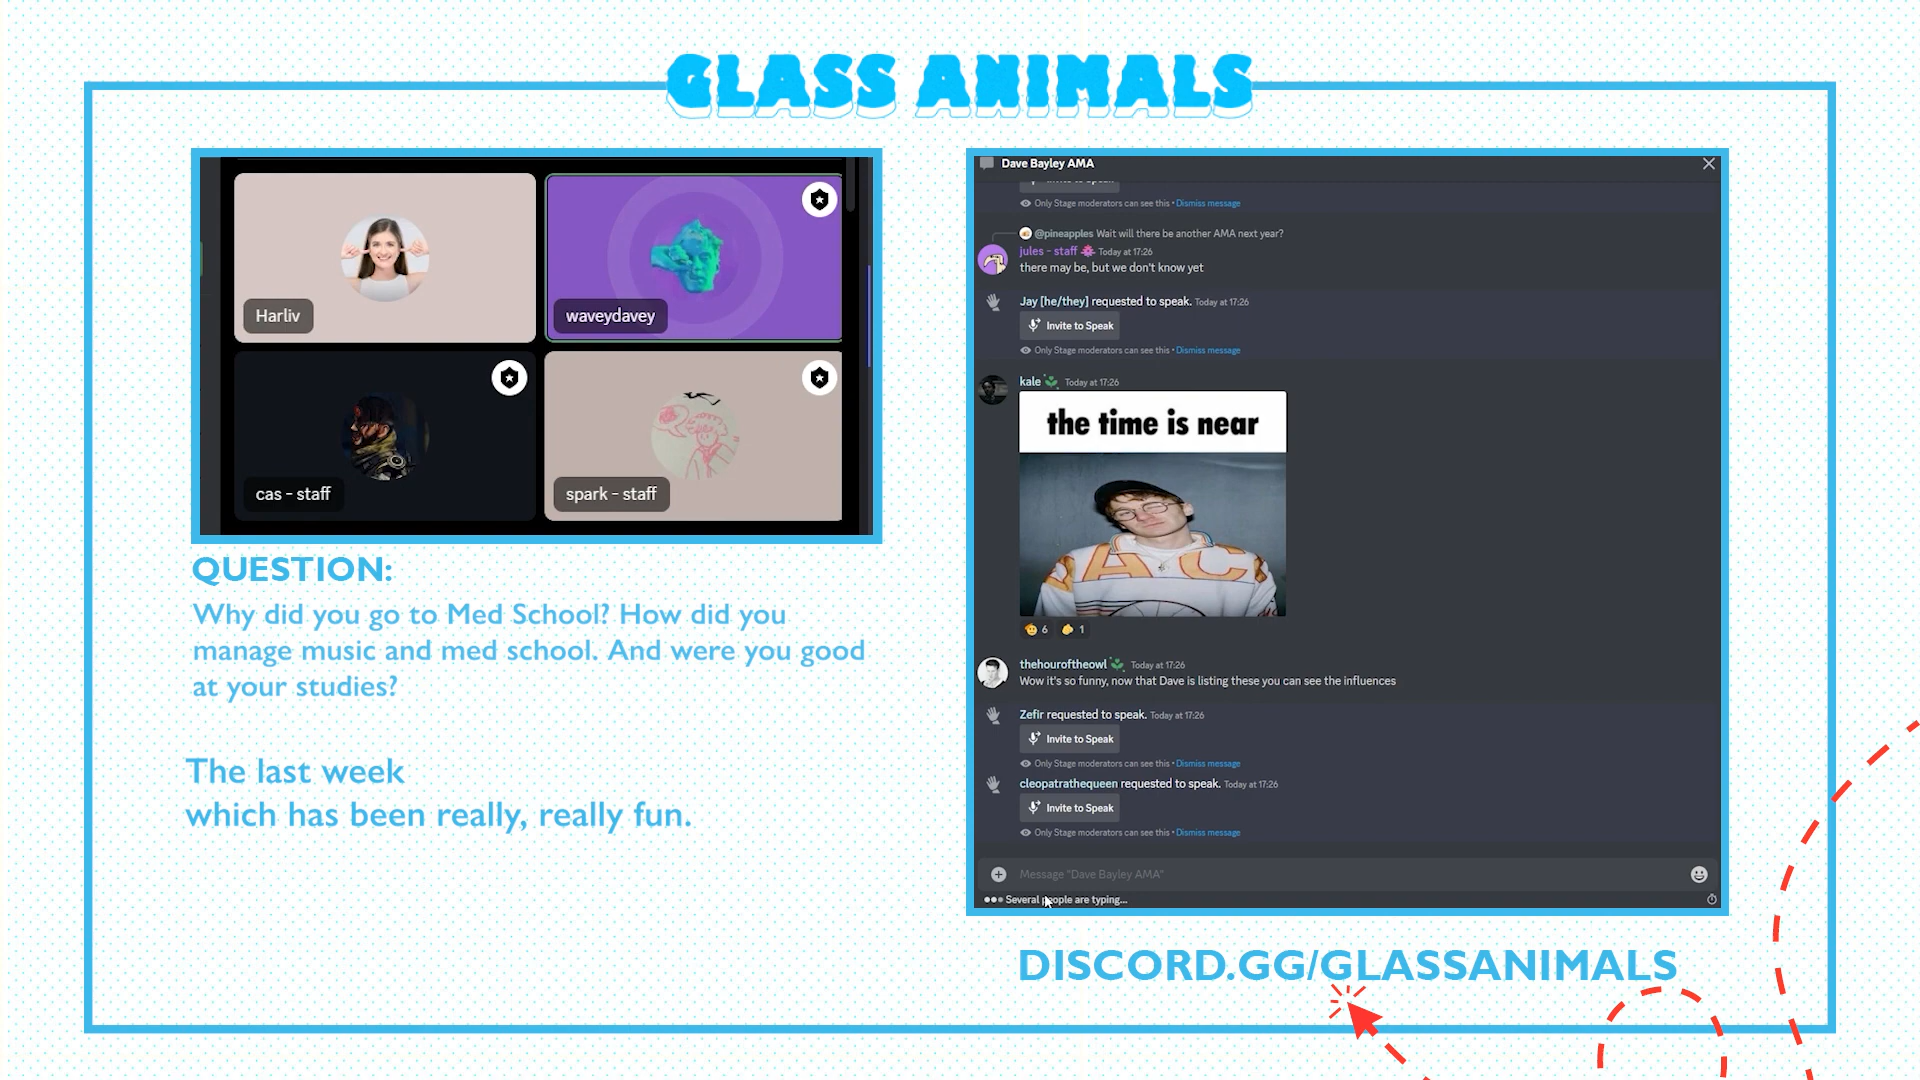 GLASS ANIMALS
Harliv
waveydavey
cas - staff
spark - staff
QUESTION:
Why did you go to Med School? How did you
manage music and med school. And were you good
at your studies?
The last week
which has been really, really fun.
Dave Bayley AMA
Only Stage moderators can see this • Dismiss message
@pineapples Wait will there be another AMA next year?
jules - staff Today at 17:26
there may be, but we don't know yet
Jay [he/they] requested to speak. Today at 17:26
Invite to Speak
Only Stage moderators can see this • Dismiss message
kale Today at 17:26
the time is near
AC
6 1
thehouroftheowl Today at 17:26
Wow it's so funny, now that Dave is listing these you can see the influences
Zefir requested to speak. Today at 17:26
Invite to Speak
Only Stage moderators can see this • Dismiss message
cleopatrathequeen requested to speak. Today at 17:26
Invite to Speak
Only Stage moderators can see this • Dismiss message
Message "Dave Bayley AMA"
Several people are typing...
DISCORD.GG/GLASSANIMALS